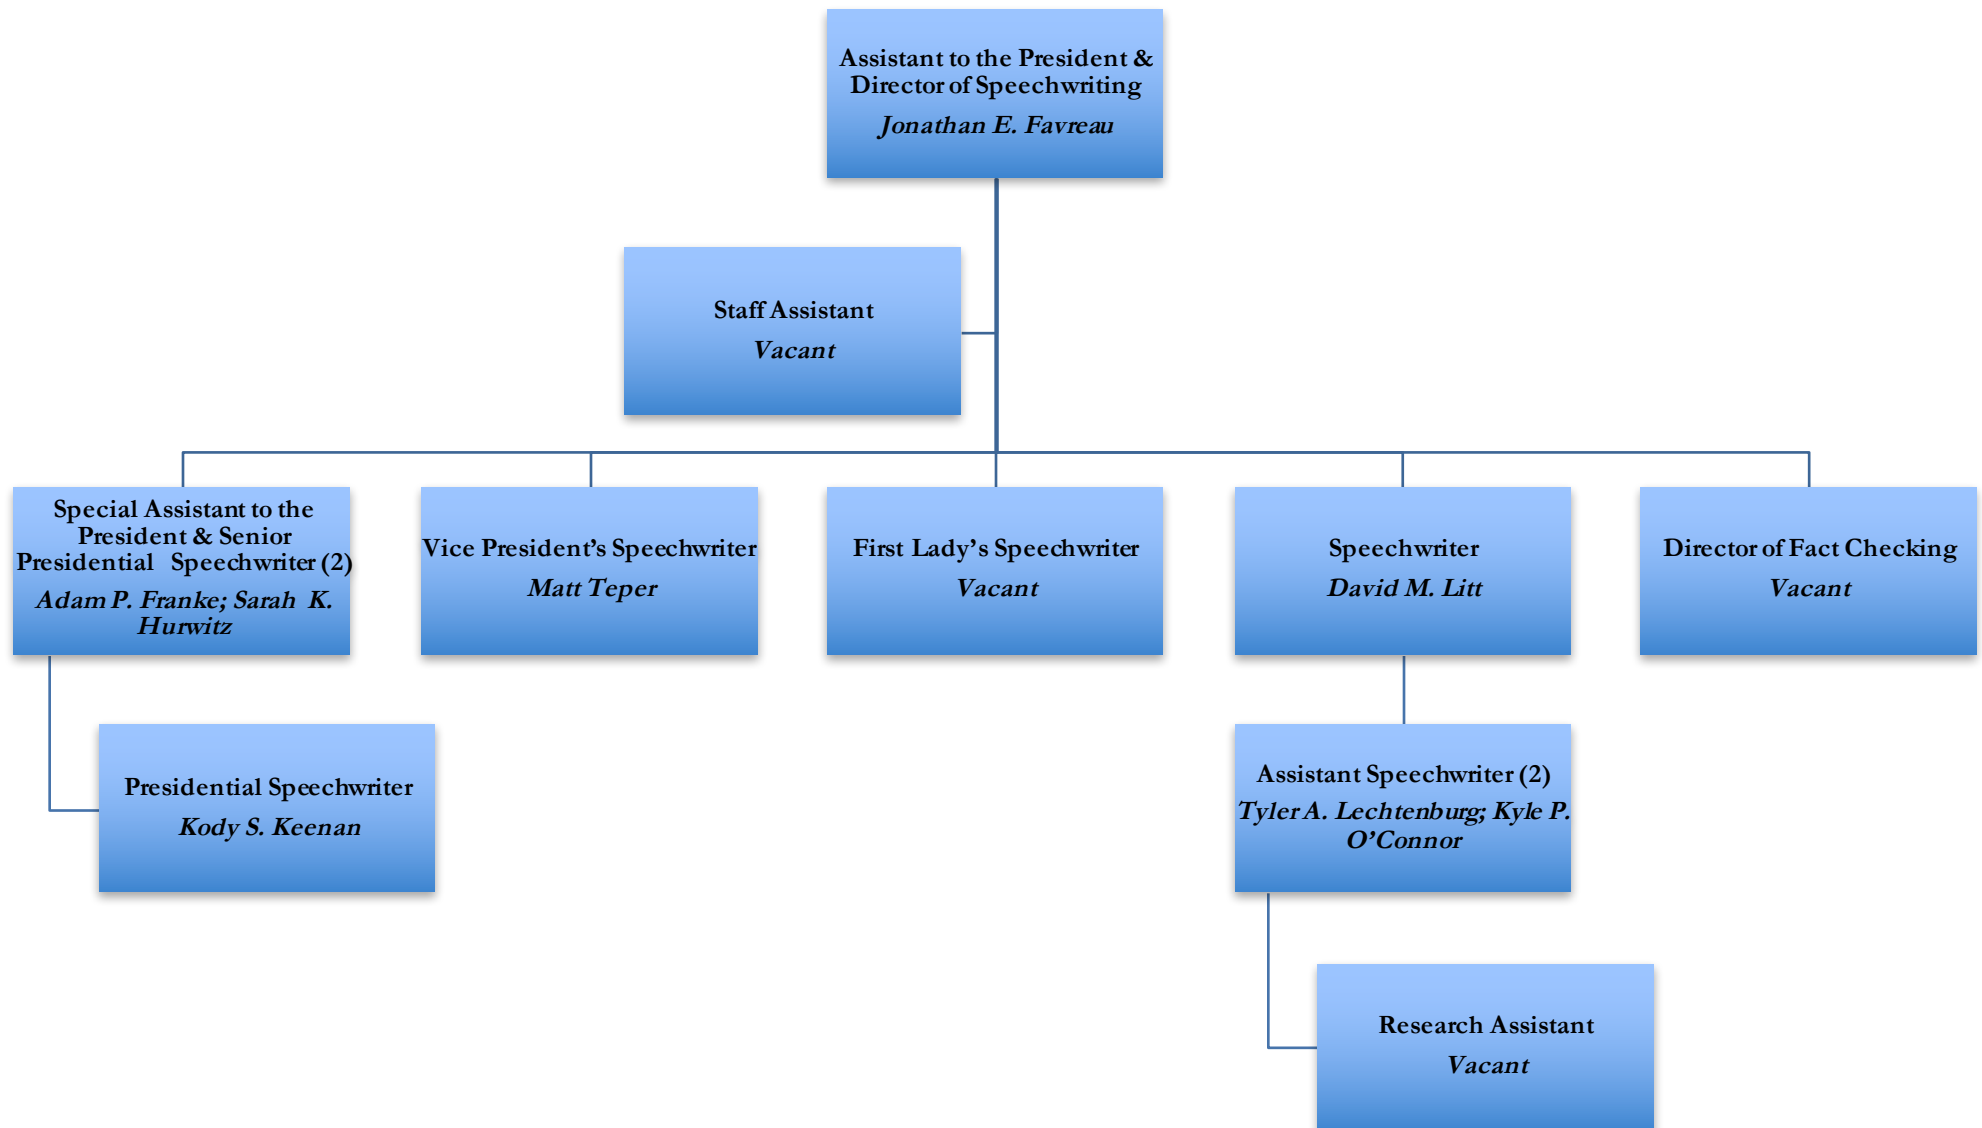 Assistant to the President &
Director of Speechwriting
Jonathan E. Favreau
Staff Assistant
Vacant
Special Assistant to the
President & Senior
Presidential Speechwriter (2)
Adam P. Franke; Sarah K.
Hurwitz
Vice President’s Speechwriter
Matt Teper
First Lady’s Speechwriter
Vacant
Speechwriter
David M. Litt
Director of Fact Checking
Vacant
Presidential Speechwriter
Kody S. Keenan
Assistant Speechwriter (2)
Tyler A. Lechtenburg; Kyle P.
O’Connor
Research Assistant
Vacant